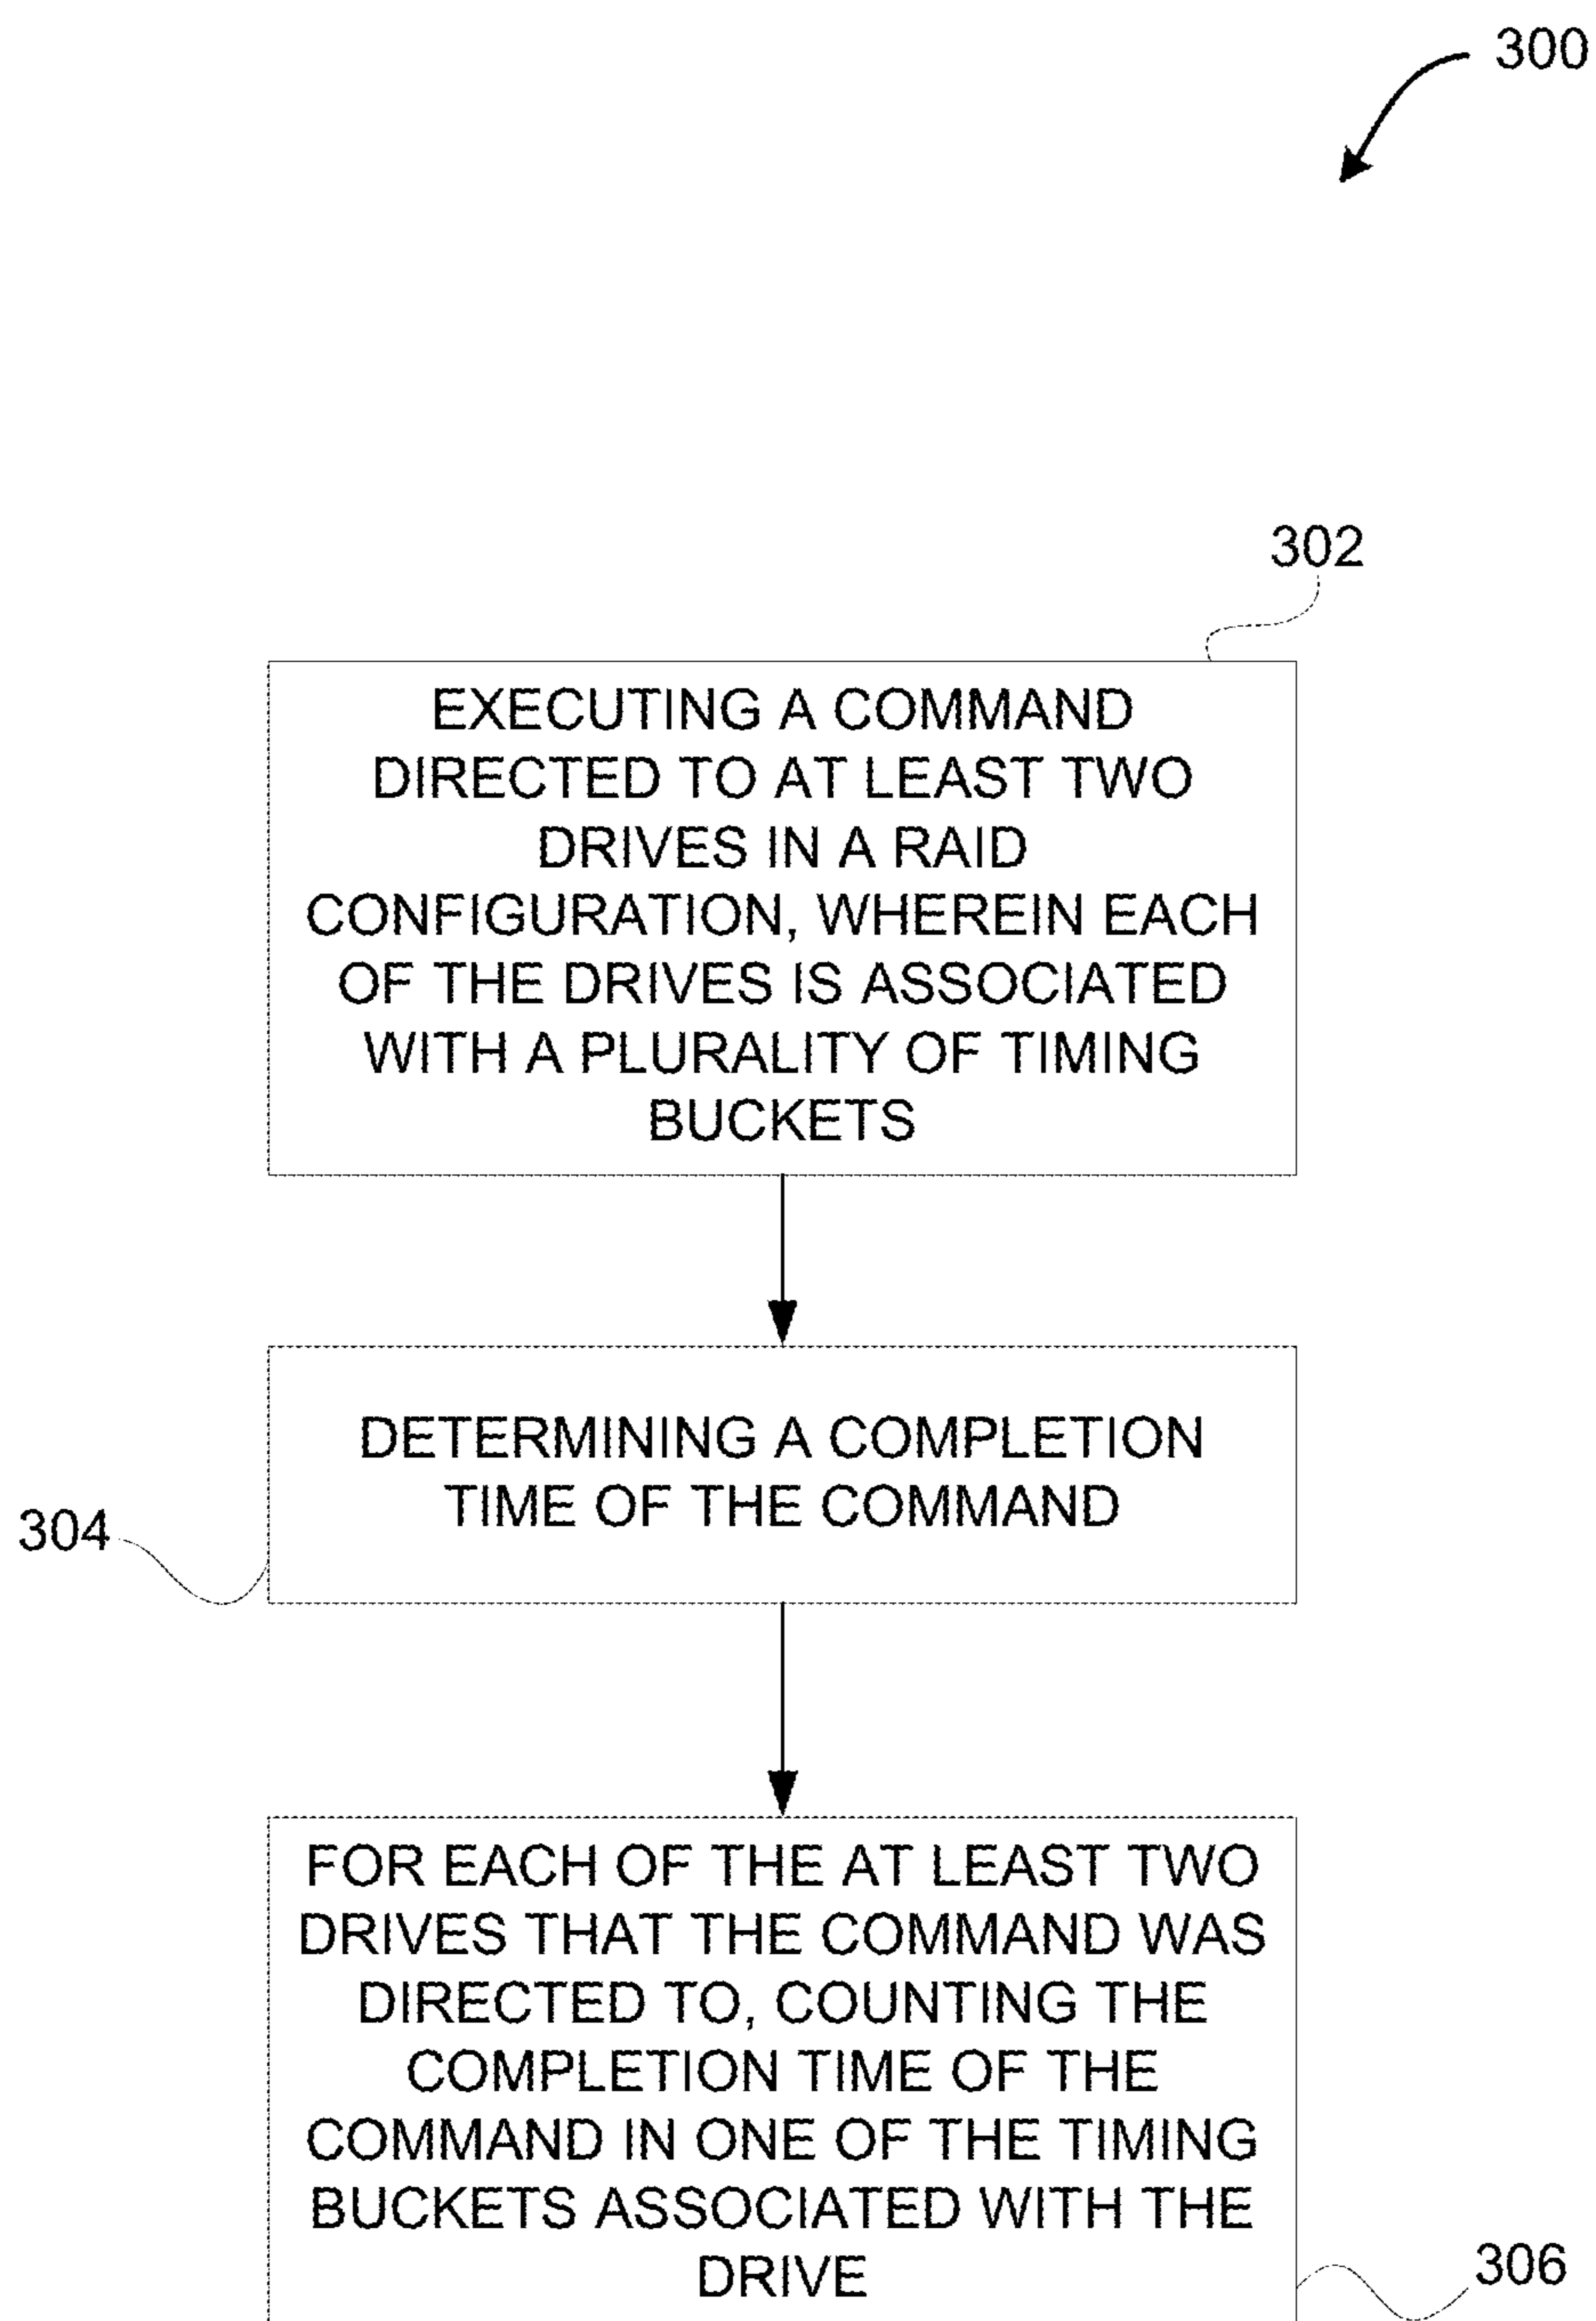 300
302
EXECUTING A COMMAND
DIRECTED TO AT LEAST TWO
DRIVES IN A RAID
CONFIGURATION, WHEREIN EACH
OF THE DRIVES IS ASSOCIATED
WITH A PLURALITY OF TIMING
BUCKETS
DETERMINING A COMPLETION
TIME OF THE COMMAND
304
FOR EACH OF THE AT LEAST TWO
DRIVES THAT THE COMMAND WAS
DIRECTED TO, COUNTING THE
COMPLETION TIME OF THE
COMMAND IN ONE OF THE TIMING
BUCKETS ASSOCIATED WITH THE
DRIVE
306